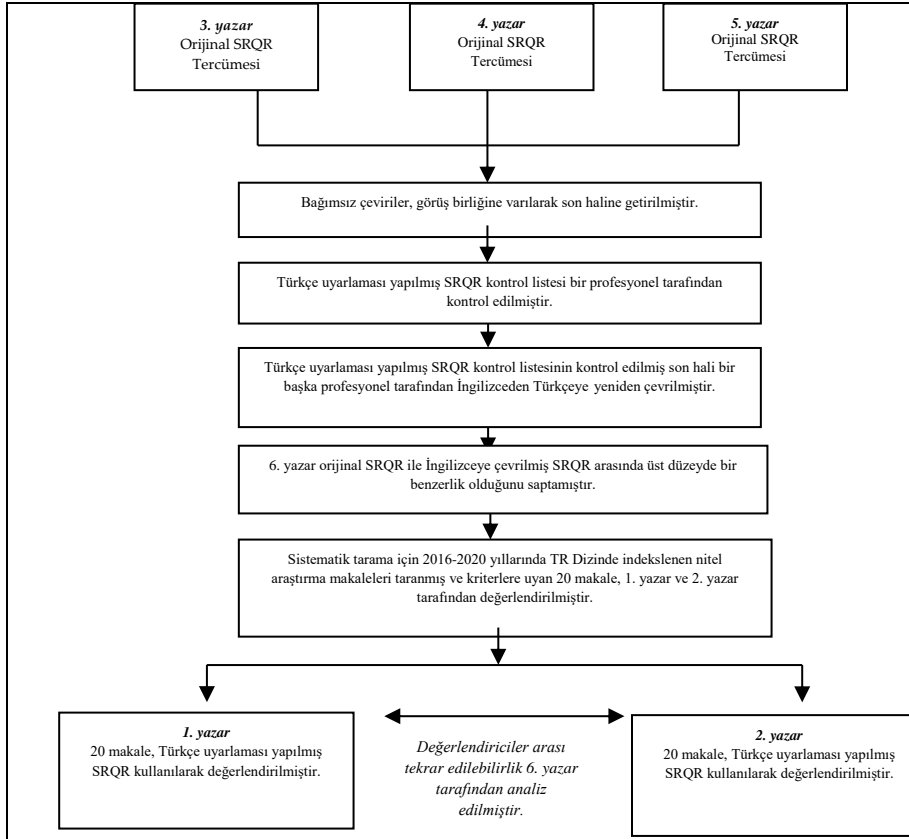 3. yazar
Orijinal SRQR
Tercümesi
4. yazar
Orijinal SRQR
Tercümesi
5. yazar
Orijinal SRQR
Tercümesi
Bağımsız çeviriler, görüş birliğine varılarak son haline getirilmiştir.
Türkçe uyarlaması yapılmış SRQR kontrol listesi bir profesyonel tarafından
kontrol edilmiştir.
Türkçe uyarlaması yapılmış SRQR kontrol listesinin kontrol edilmiş son hali bir
başka profesyonel tarafından İngilizceden Türkçeye yeniden çevrilmiştir.
6. yazar orijinal SRQR ile İngilizceye çevrilmiş SRQR arasında üst düzeyde bir
benzerlik olduğunu saptamıştır.
Sistematik tarama için 2016-2020 yıllarında TR Dizinde indekslenen nitel
araştırma makaleleri taranmış ve kriterlere uyan 20 makale, 1. yazar ve 2. yazar
tarafından değerlendirilmiştir.
1. yazar
20 makale, Türkçe uyarlaması yapılmış
SRQR kullanılarak değerlendirilmiştir.
Değerlendiriciler arası
tekrar edilebilirlik 6. yazar
tarafından analiz
edilmiştir.
2. yazar
20 makale, Türkçe uyarlaması yapılmış
SRQR kullanılarak değerlendirilmiştir.